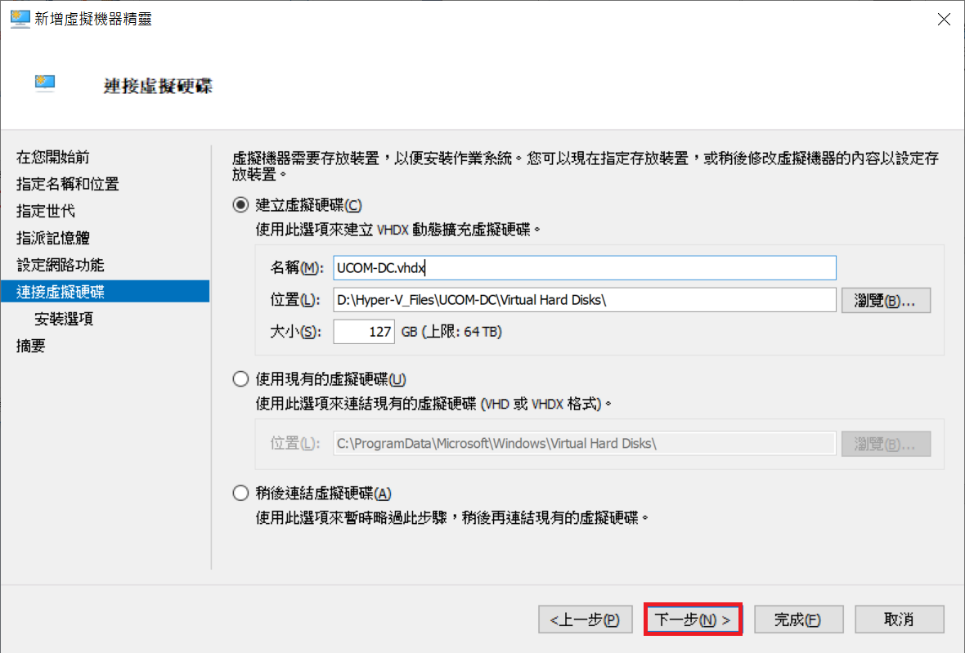 新增虛擬機器精靈
連接虛擬硬碟
在您開始前
指定名稱和位置
指定世代
指派記憶體
設定網路功能
連接虛擬硬碟
安裝選項
摘要
虛擬機器需要存放裝置，以便安裝作業系統。您可以現在指定存放裝置，或稍後修改虛擬機器的內容以設定存
放裝置。
建立虛擬硬碟(C)
使用此選項來建立 VHDX 動態擴充虛擬硬碟。
名稱(M): UCOM-DC.vhdx
位置(L): D:\Hyper-V_Files\UCOM-DC\Virtual Hard Disks\ 瀏覽(B)...
大小(S): 127 GB (上限: 64 TB)
使用現有的虛擬硬碟(U)
使用此選項來連結現有的虛擬硬碟 (VHD 或 VHDX 格式)。
位置(L): C:\ProgramData\Microsoft\Windows\Virtual Hard Disks\ 瀏覽(B)...
稍後連結虛擬硬碟(A)
使用此選項來暫時略過此步驟，稍後再連結現有的虛擬硬碟。
<上一步(P) 下一步(N) > 完成(F) 取消